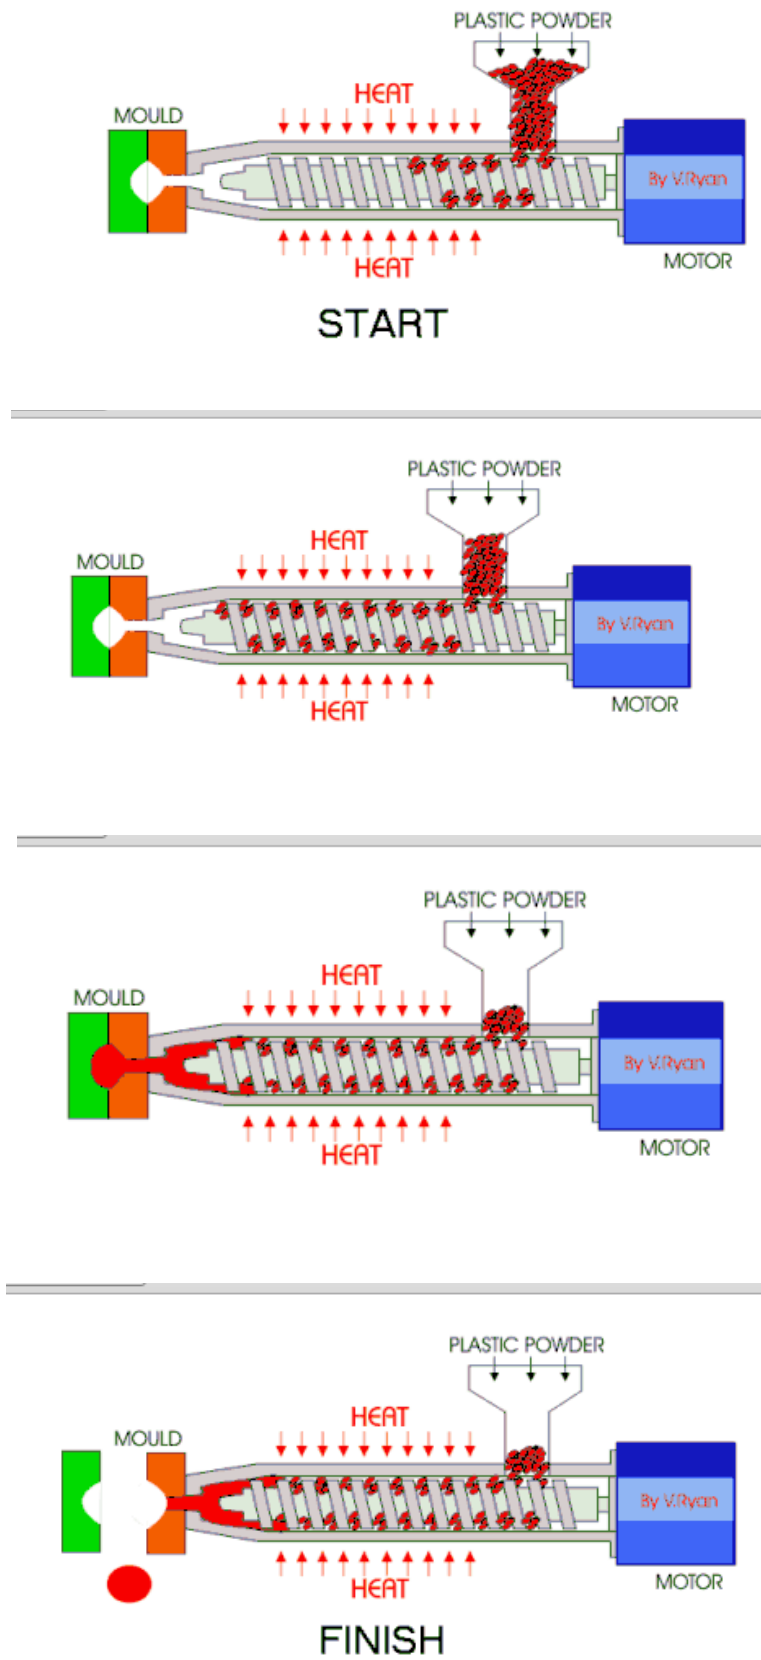 PLASTIC POWDER
HEAT
MOULD
By V.Ryan
MOTOR
HEAT
START
PLASTIC POWDER
HEAT
MOULD
By V.Ryan
HEAT
MOTOR
PLASTIC POWDER
HEAT
MOULD
By V.Ryan
MOTOR
HEAT
PLASTIC POWDER
HEAT
MOULD
By V.Ryan
MOTOR
HEAT
FINISH